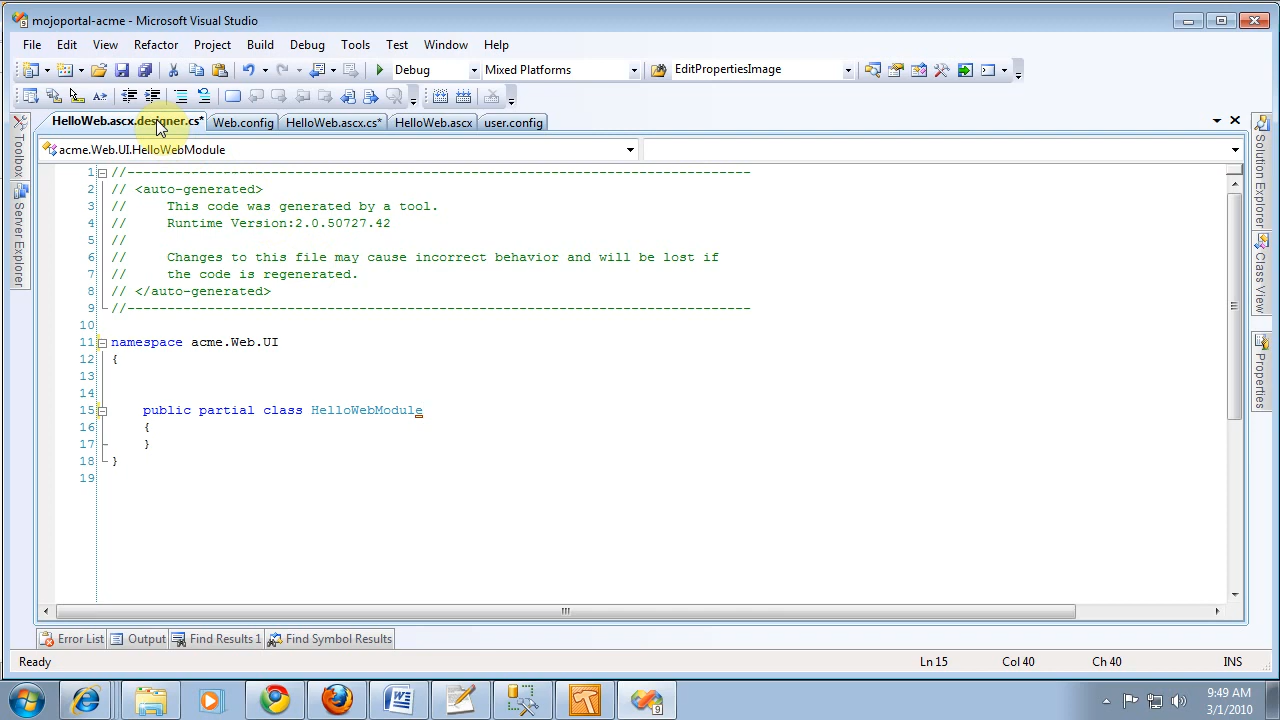 mojoportal-acme - Microsoft Visual Studio
File Edit View Refactor Project Build Debug Tools Test Window Help
Debug Mixed Platforms EditPropertiesImage
HelloWeb.ascx.designer.cs* Web.config HelloWeb.ascx.cs* HelloWeb.ascx user.config
acme.Web.UI.HelloWebModule
Toolbox
Server Explorer
Solution Explorer
Class View
Properties
1 //------------------------------------------------------------------------------
2 // <auto-generated>
3 //     This code was generated by a tool.
4 //     Runtime Version:2.0.50727.42
5 //
6 //     Changes to this file may cause incorrect behavior and will be lost if
7 //     the code is regenerated.
8 // </auto-generated>
9 //------------------------------------------------------------------------------
10
11 namespace acme.Web.UI
12 {
13
14
15     public partial class HelloWebModule
16     {
17     }
18 }
19
Error List Output Find Results 1 Find Symbol Results
Ready Ln 15 Col 40 Ch 40 INS
9:49 AM
3/1/2010